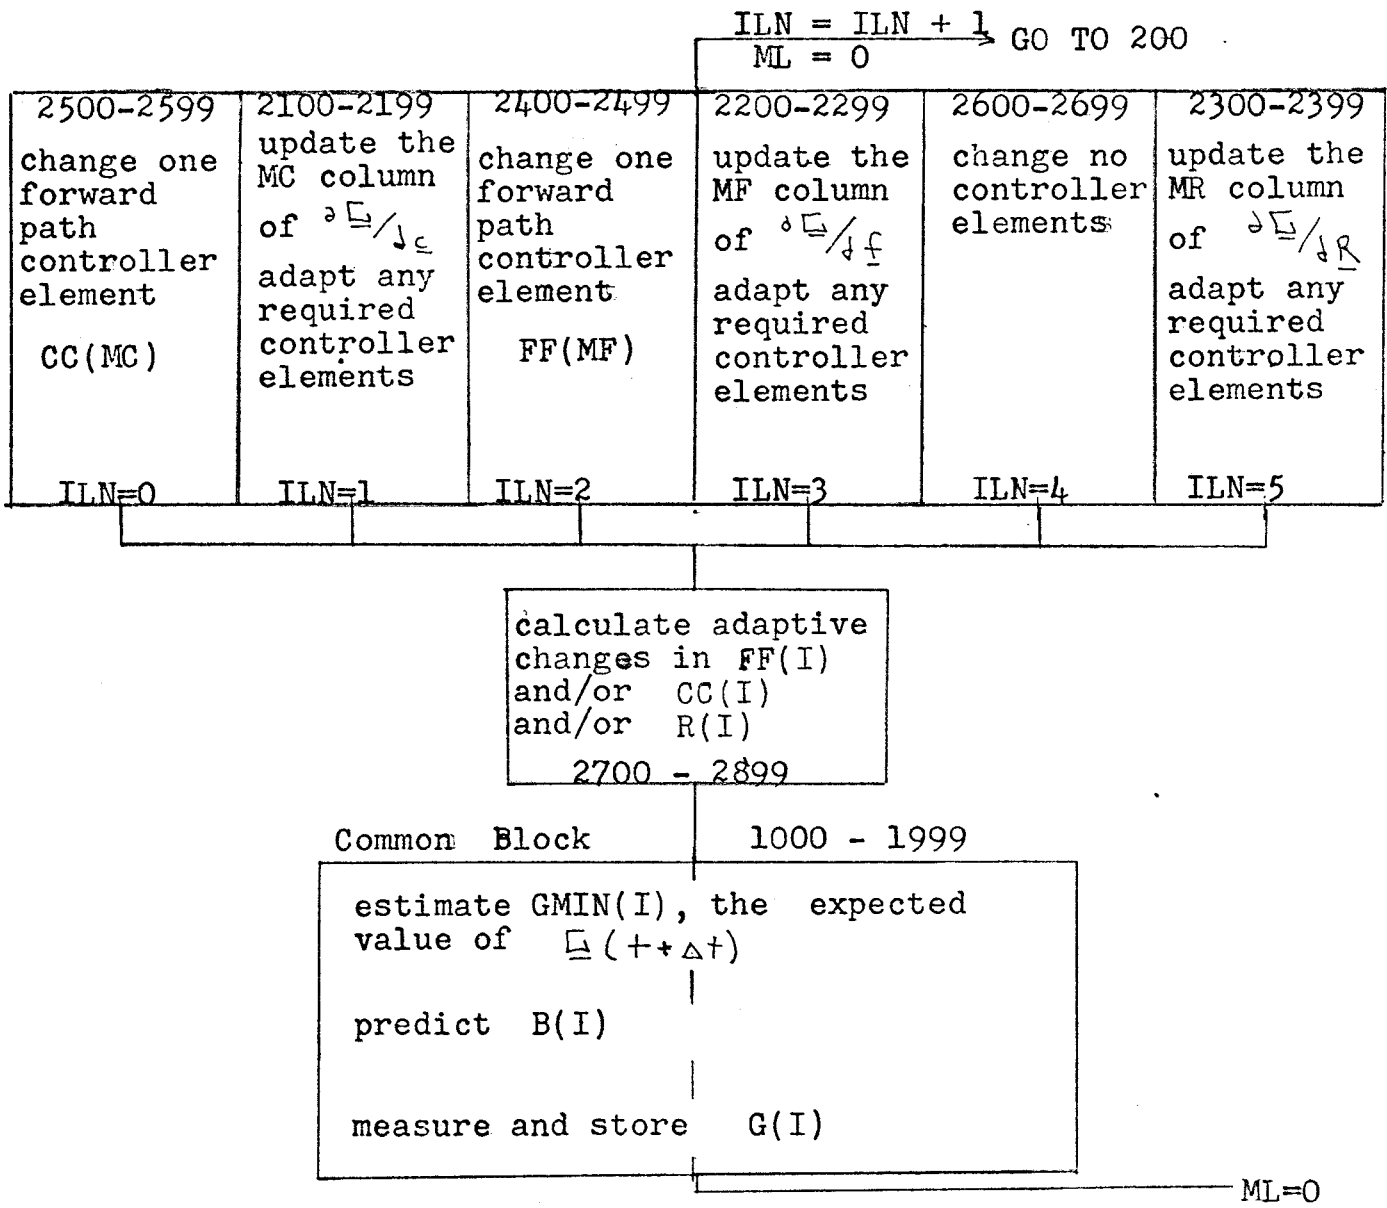 ILN = ILN + 1
ML = 0
GO TO 200
2500-2599
change one
forward
path
controller
element
CC(MC)
ILN=0
2100-2199
update the
MC column
of ∂G/∂c
adapt any
required
controller
elements
ILN=1
2400-2499
change one
forward
path
controller
element
FF(MF)
ILN=2
2200-2299
update the
MF column
of ∂G/∂f
adapt any
required
controller
elements
ILN=3
2600-2699
change no
controller
elements
ILN=4
2300-2399
update the
MR column
of ∂G/∂R
adapt any
required
controller
elements
ILN=5
calculate adaptive
changes in FF(I)
and/or CC(I)
and/or R(I)
2700 - 2899
Common Block 1000 - 1999
estimate GMIN(I), the expected
value of G(t+Δt)
predict B(I)
measure and store G(I)
ML=0